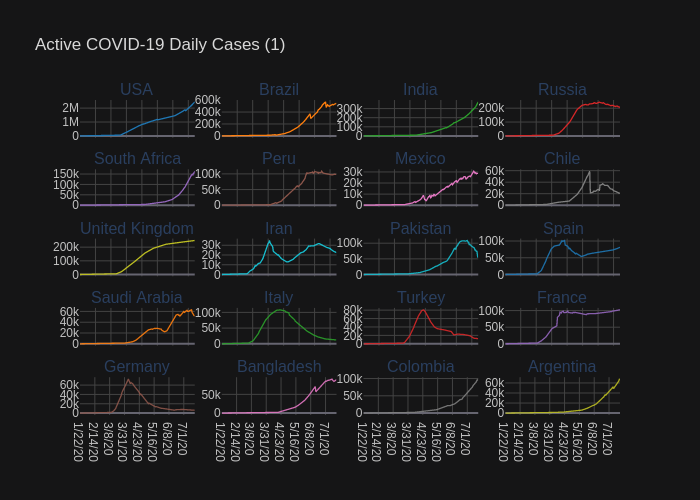 Active COVID-19 Daily Cases (1)
USA Brazil India Russia
2M 1M 0 600k 400k 200k 0 300k 200k 100k 0 200k 100k 0
South Africa Peru Mexico Chile
150k 100k 50k 0 100k 50k 0 30k 20k 10k 0 60k 40k 20k 0
United Kingdom Iran Pakistan Spain
200k 100k 0 30k 20k 10k 0 100k 50k 0 100k 50k 0
Saudi Arabia Italy Turkey France
60k 40k 20k 0 100k 50k 0 80k 60k 40k 20k 0 100k 50k 0
Germany Bangladesh Colombia Argentina
60k 40k 20k 0 50k 0 100k 50k 0 60k 40k 20k 0
1/22/20 2/14/20 3/8/20 3/31/20 4/23/20 5/16/20 6/8/20 7/1/20 1/22/20 2/14/20 3/8/20 3/31/20 4/23/20 5/16/20 6/8/20 7/1/20 1/22/20 2/14/20 3/8/20 3/31/20 4/23/20 5/16/20 6/8/20 7/1/20 1/22/20 2/14/20 3/8/20 3/31/20 4/23/20 5/16/20 6/8/20 7/1/20